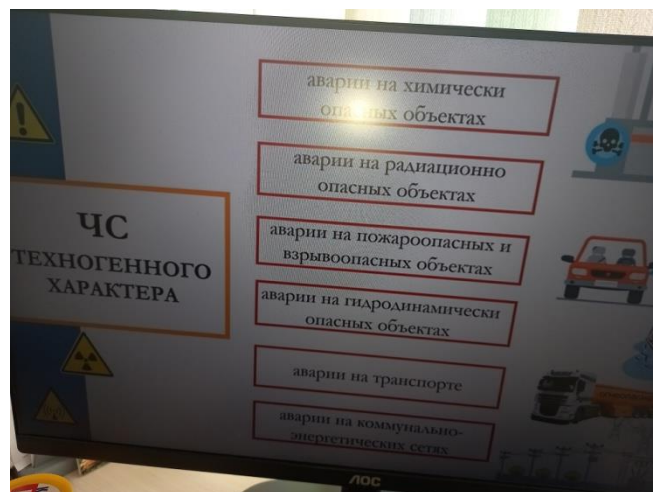 ЧС
ТЕХНОГЕННОГО
ХАРАКТЕРА
аварии на химически
опасных объектах
аварии на радиационно
опасных объектах
аварии на пожароопасных и
взрывоопасных объектах
аварии на гидродинамически
опасных объектах
аварии на транспорте
аварии на коммунально-
энергетических сетях
AOC